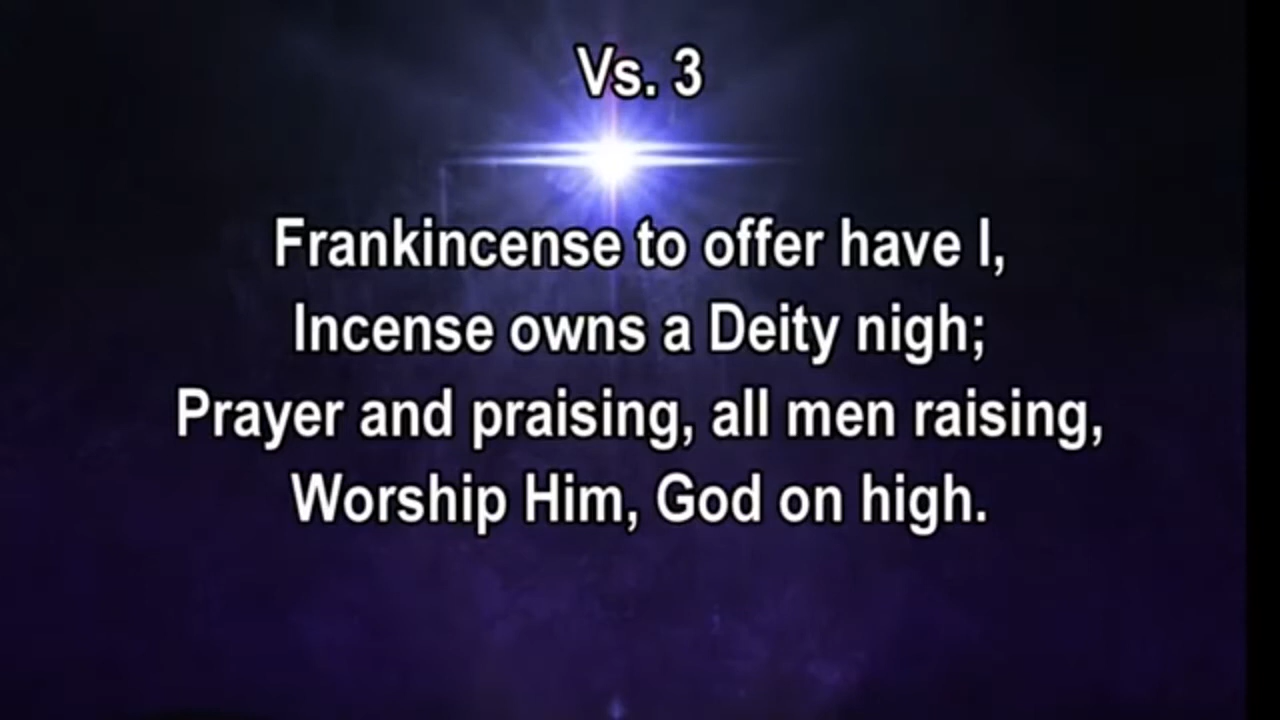 Vs. 3
Frankincense to offer have I,
Incense owns a Deity nigh;
Prayer and praising, all men raising,
Worship Him, God on high.